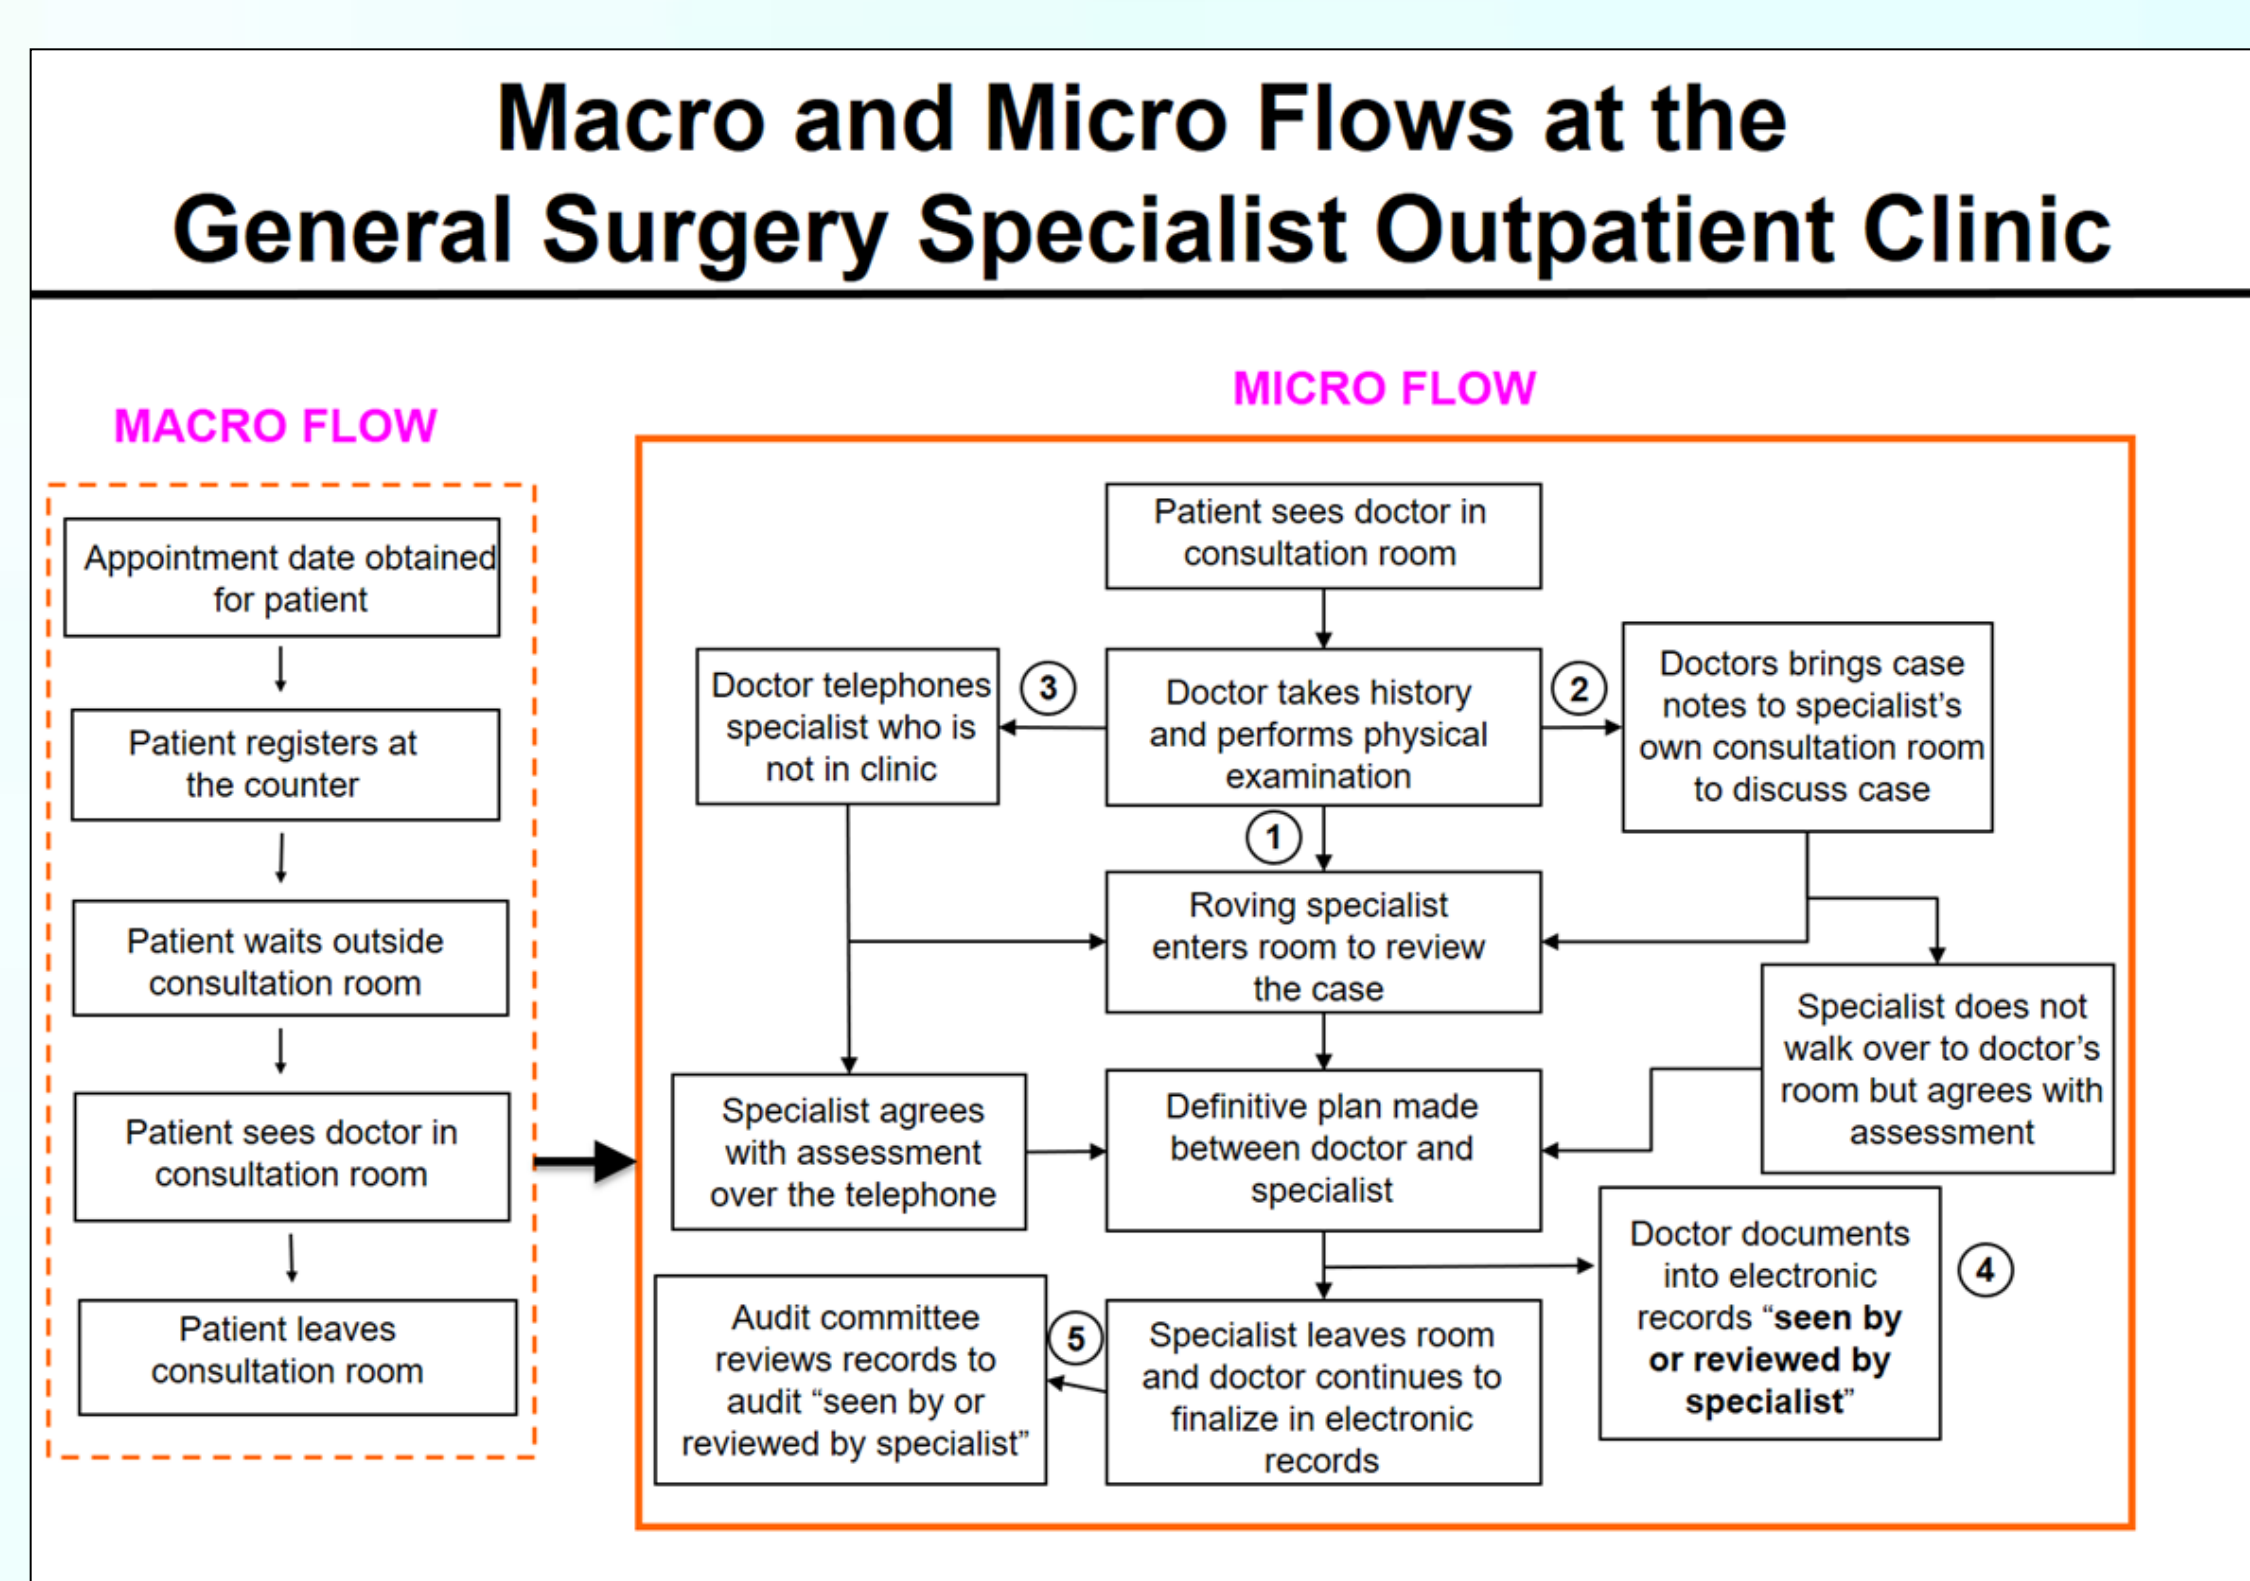 Macro and Micro Flows at the
General Surgery Specialist Outpatient Clinic
MACRO FLOW
Appointment date obtained
for patient
Patient registers at
the counter
Patient waits outside
consultation room
Patient sees doctor in
consultation room
Patient leaves
consultation room
MICRO FLOW
Patient sees doctor in
consultation room
Doctor telephones
specialist who is
not in clinic
3
Doctor takes history
and performs physical
examination
2
Doctors brings case
notes to specialist’s
own consultation room
to discuss case
1
Roving specialist
enters room to review
the case
Specialist does not
walk over to doctor’s
room but agrees with
assessment
Specialist agrees
with assessment
over the telephone
Definitive plan made
between doctor and
specialist
Doctor documents
into electronic
records “seen by
or reviewed by
specialist”
4
Audit committee
reviews records to
audit “seen by or
reviewed by specialist”
5
Specialist leaves room
and doctor continues to
finalize in electronic
records